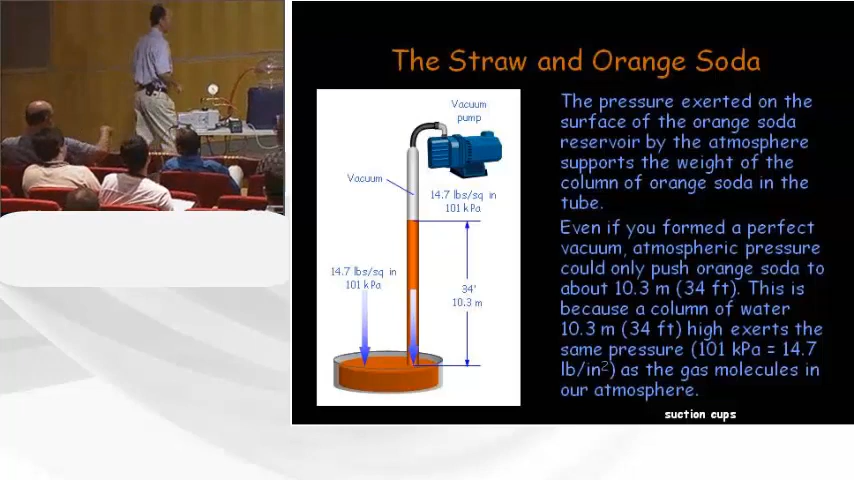 The Straw and Orange Soda
Vacuum
pump
Vacuum
14.7 lbs/sq in
101 kPa
14.7 lbs/sq in
101 kPa
34'
10.3 m
The pressure exerted on the
surface of the orange soda
reservoir by the atmosphere
supports the weight of the
column of orange soda in the
tube.
Even if you formed a perfect
vacuum, atmospheric pressure
could only push orange soda to
about 10.3 m (34 ft). This is
because a column of water
10.3 m (34 ft) high exerts the
same pressure (101 kPa = 14.7
lb/in²) as the gas molecules in
our atmosphere.
suction cups